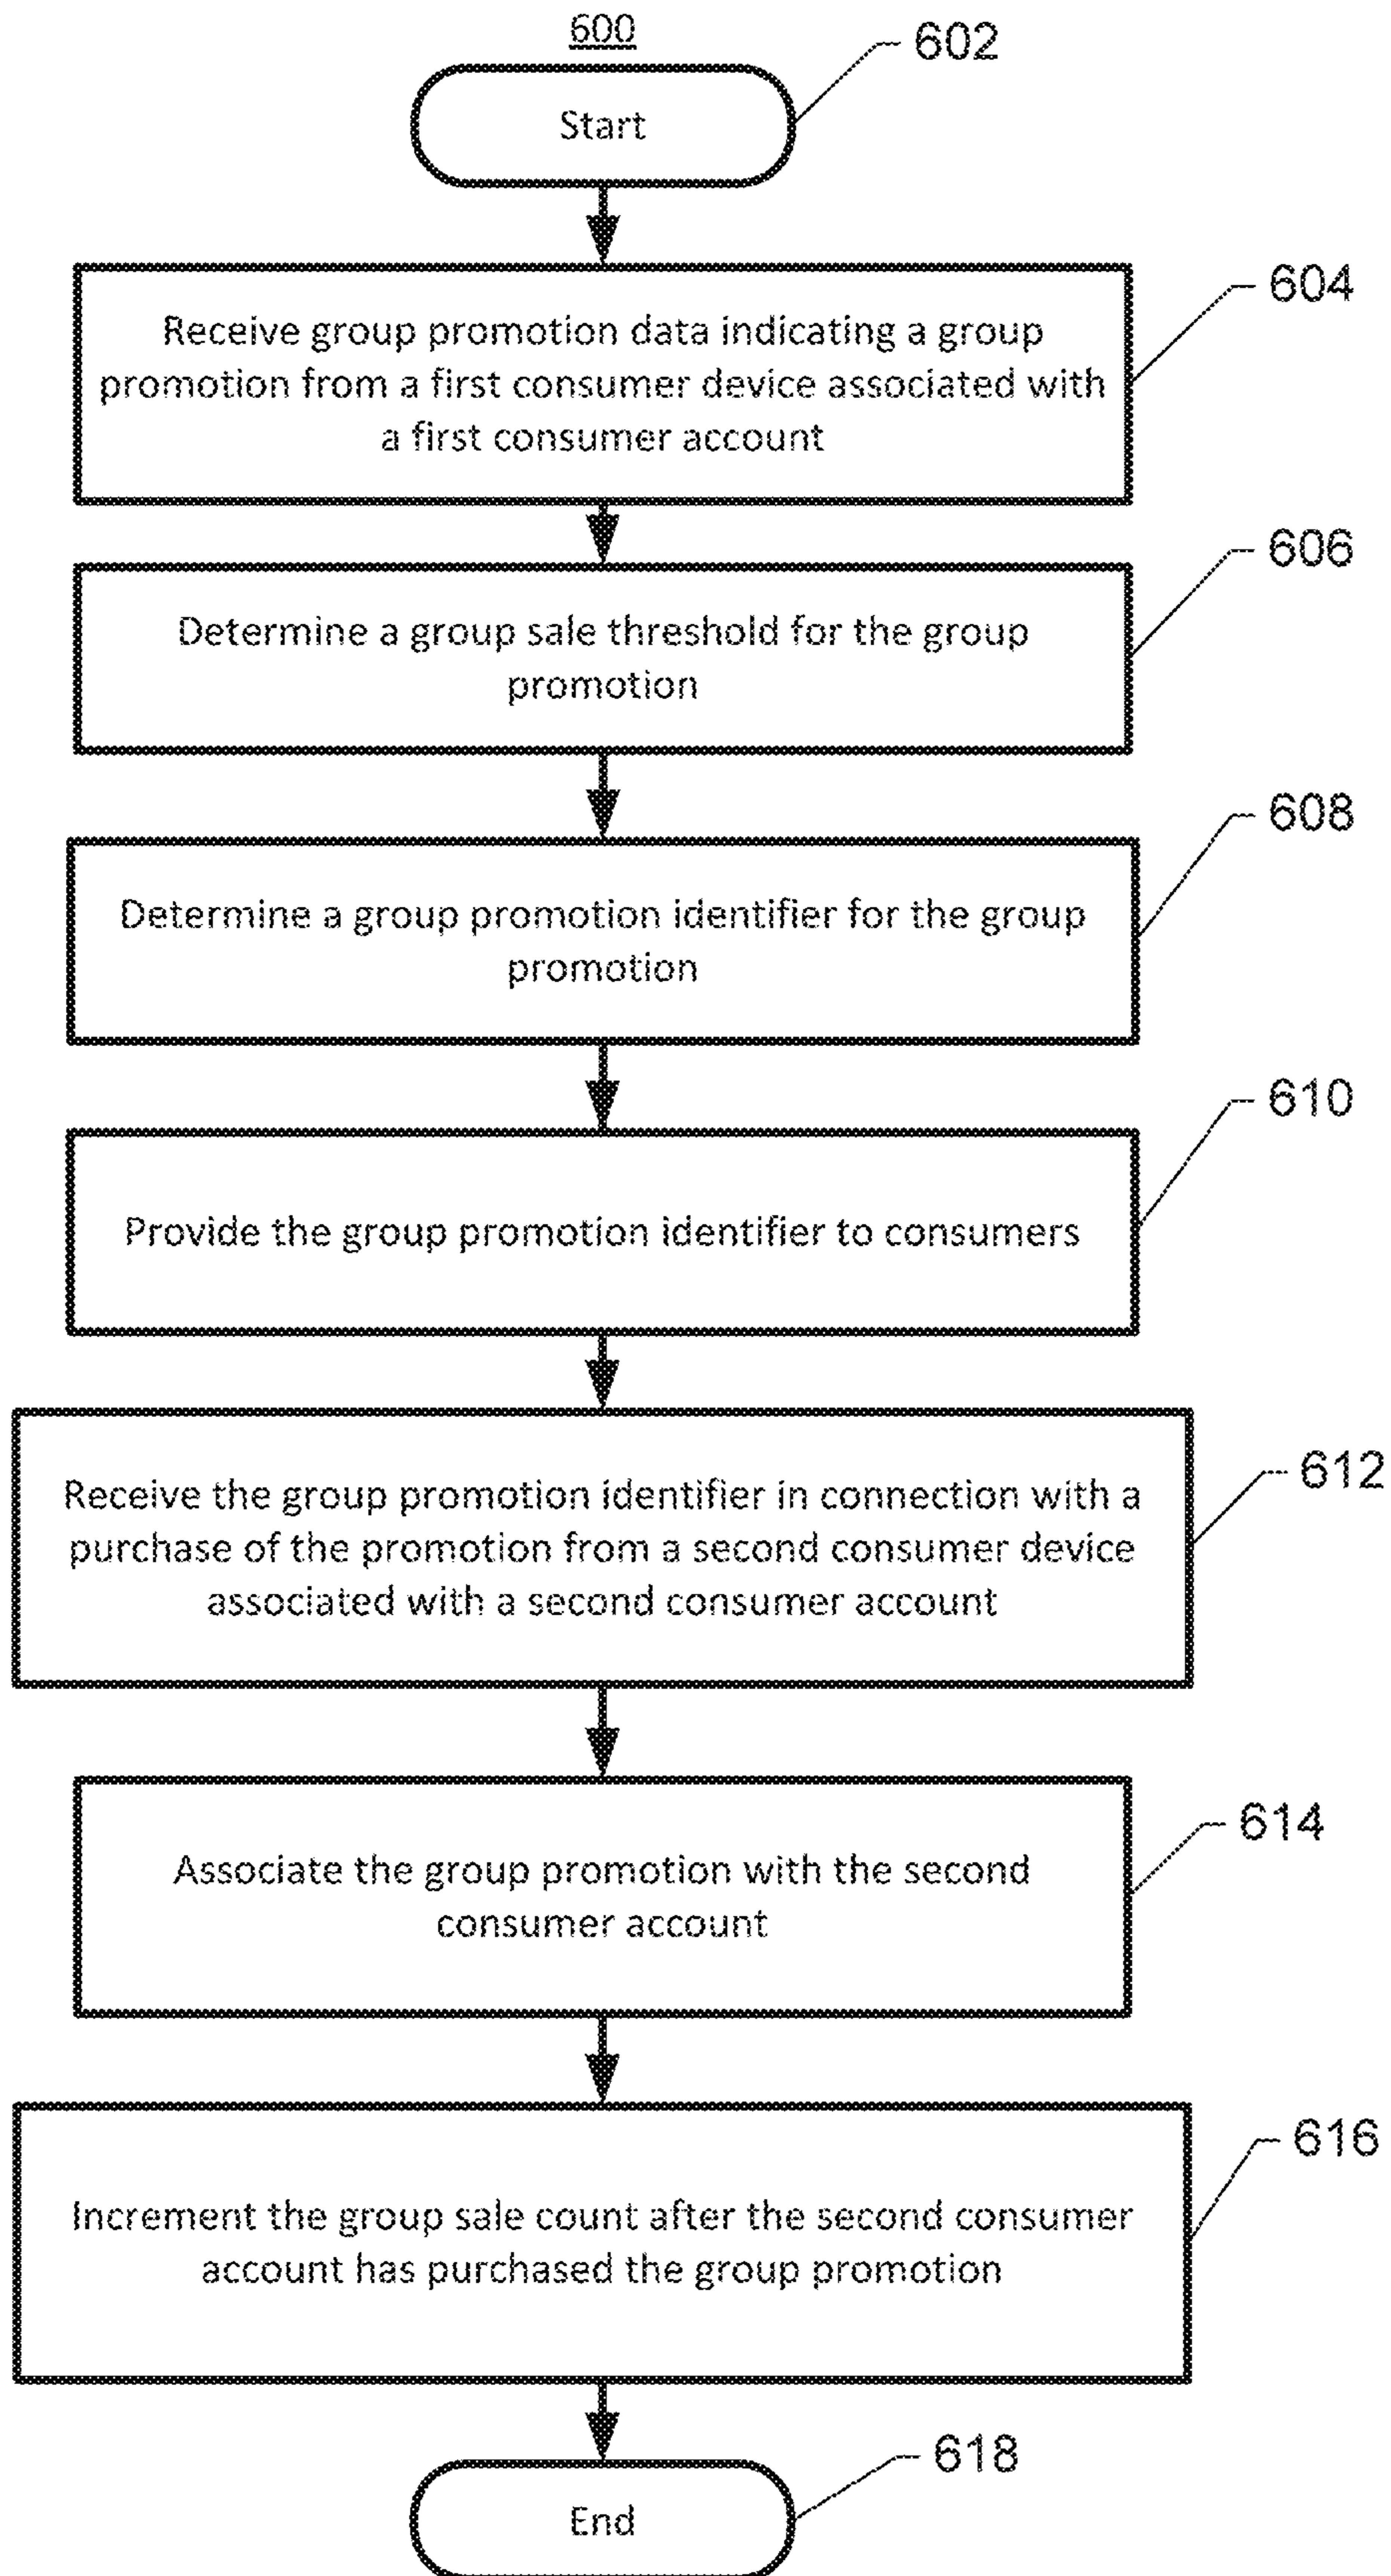 600
602
Start
604
Receive group promotion data indicating a group
promotion from a first consumer device associated with
a first consumer account
606
Determine a group sale threshold for the group
promotion
608
Determine a group promotion identifier for the group
promotion
610
Provide the group promotion identifier to consumers
612
Receive the group promotion identifier in connection with a
purchase of the promotion from a second consumer device
associated with a second consumer account
614
Associate the group promotion with the second
consumer account
616
Increment the group sale count after the second consumer
account has purchased the group promotion
618
End